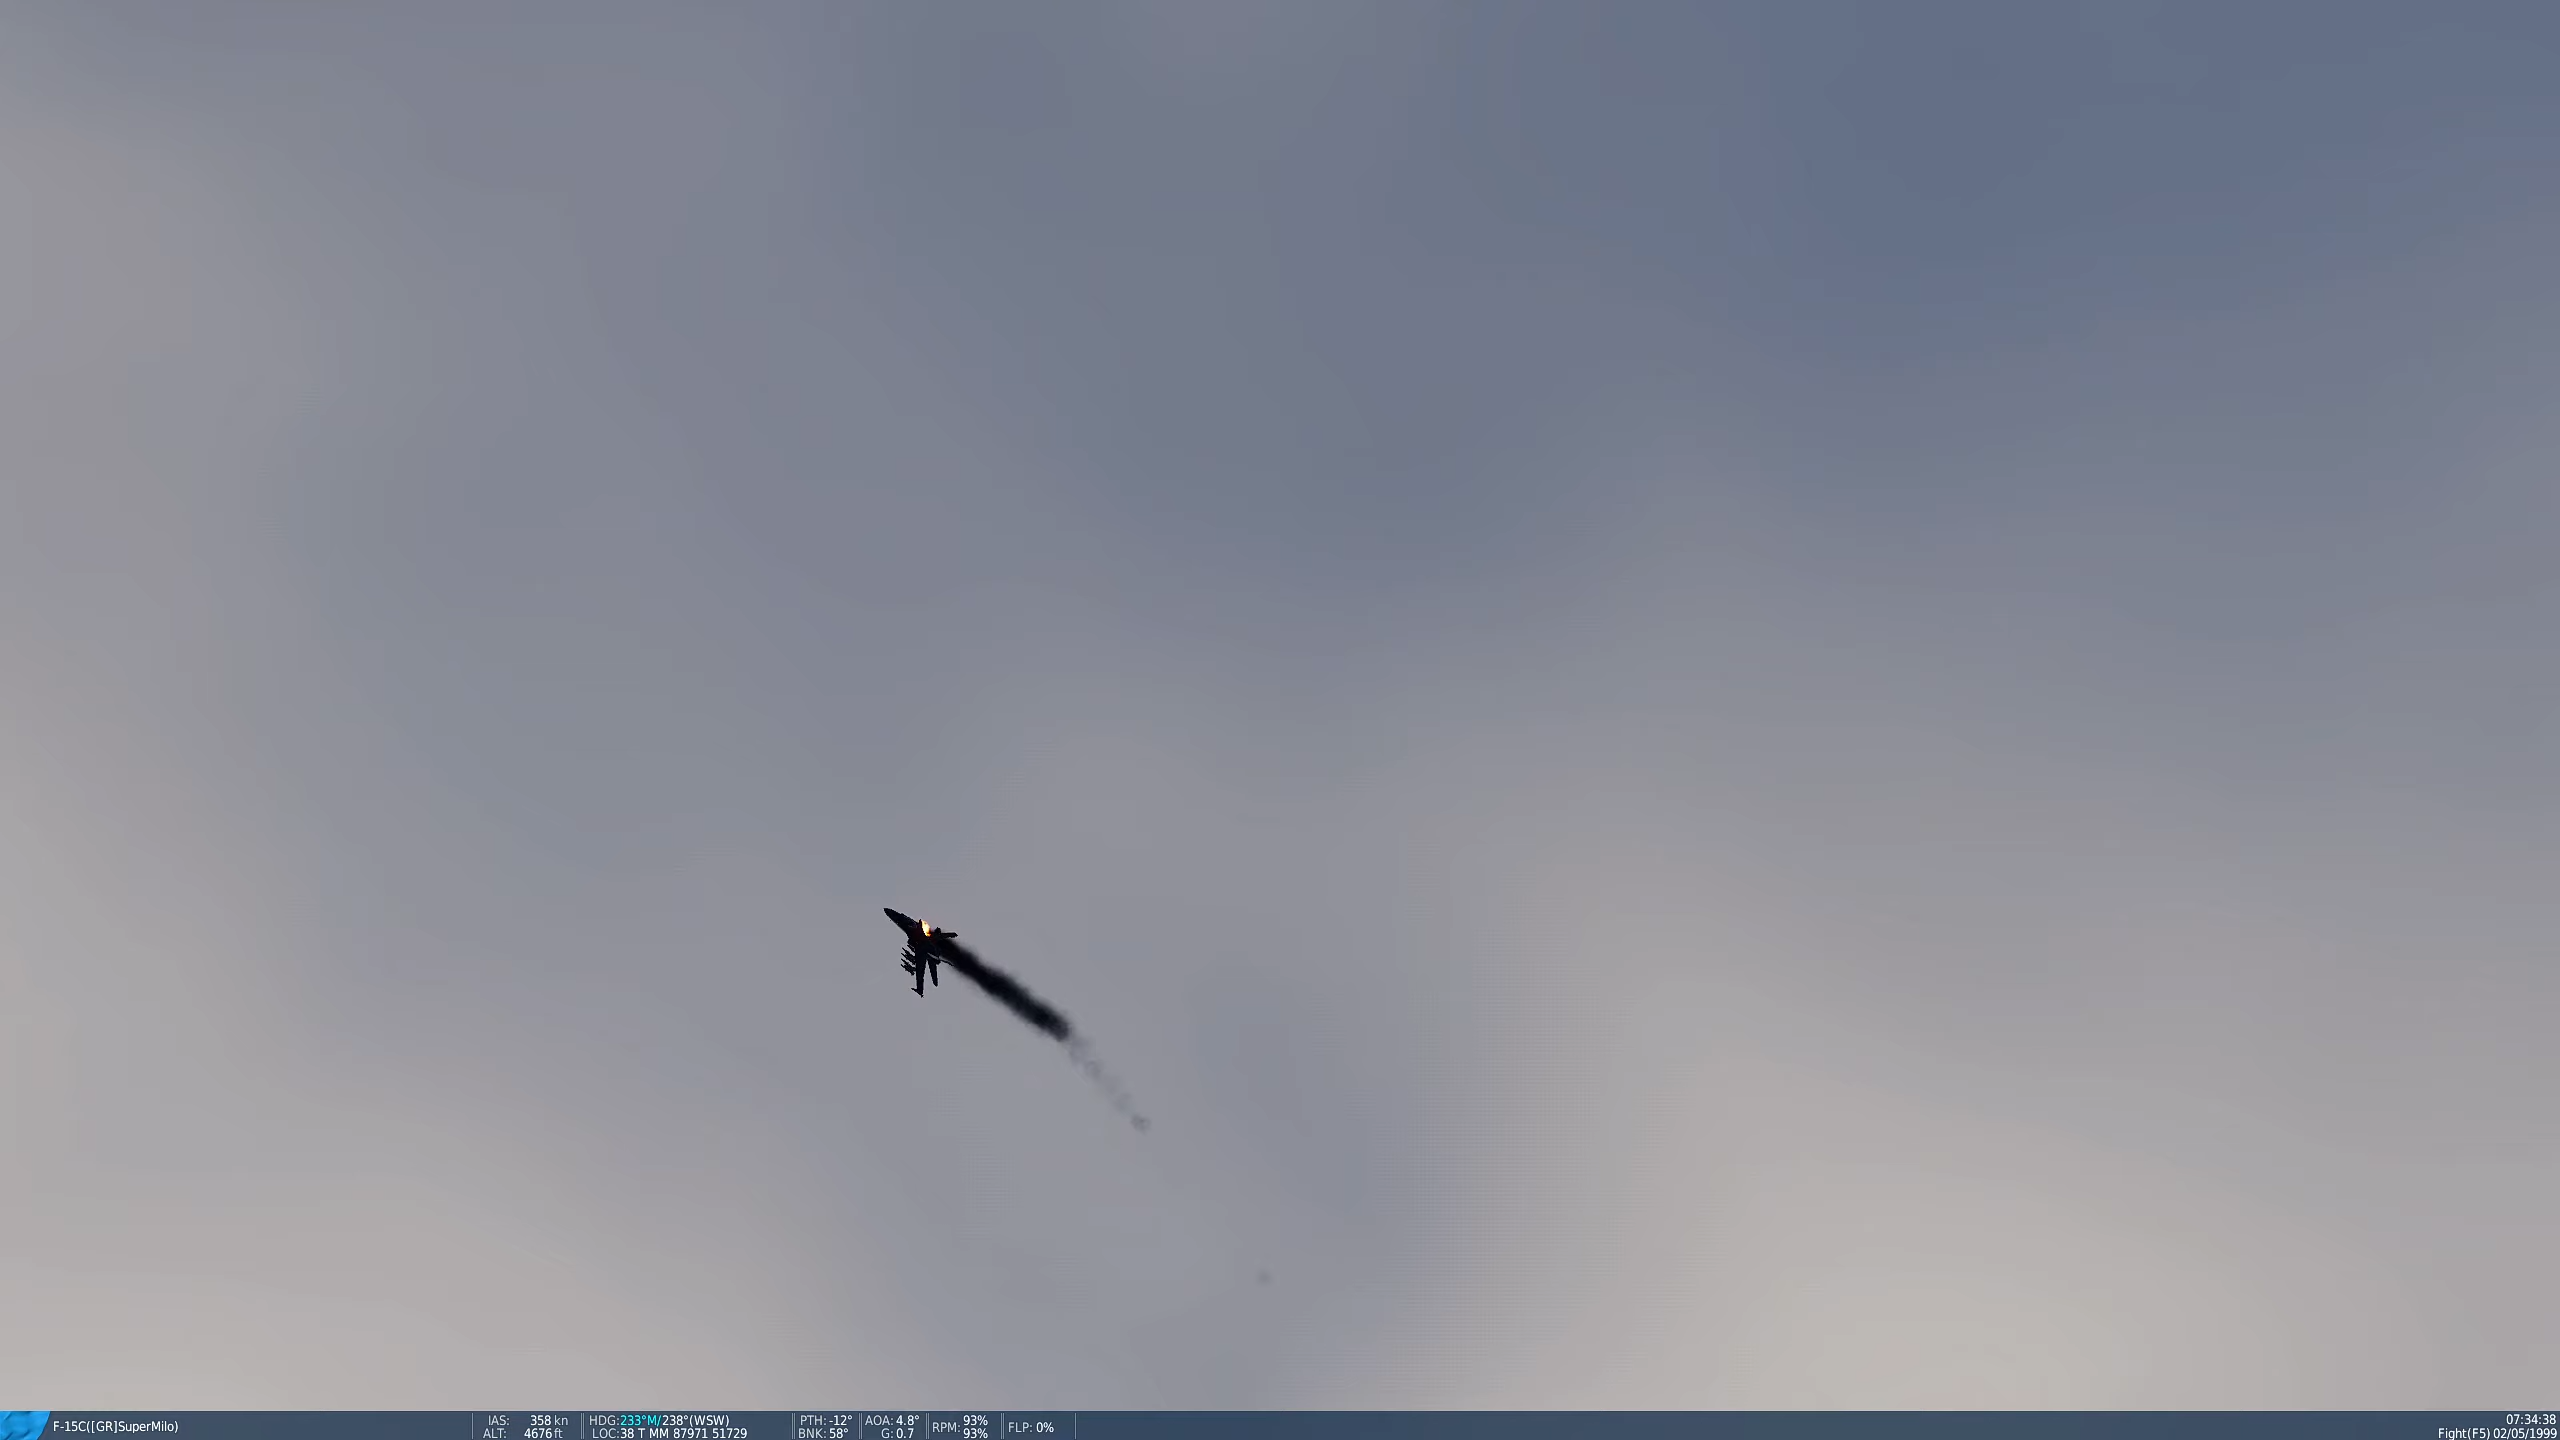 F-15C([GR]SuperMilo)
IAS: 358 kn
ALT: 4676 ft
HDG:233°M/238°(WSW)
LOC:38 T MM 87971 51729
PTH: -12°
BNK: 58°
AOA: 4.8°
G: 0.7
RPM: 93%
93%
FLP: 0%
07:34:38
Fight(F5) 02/05/1999